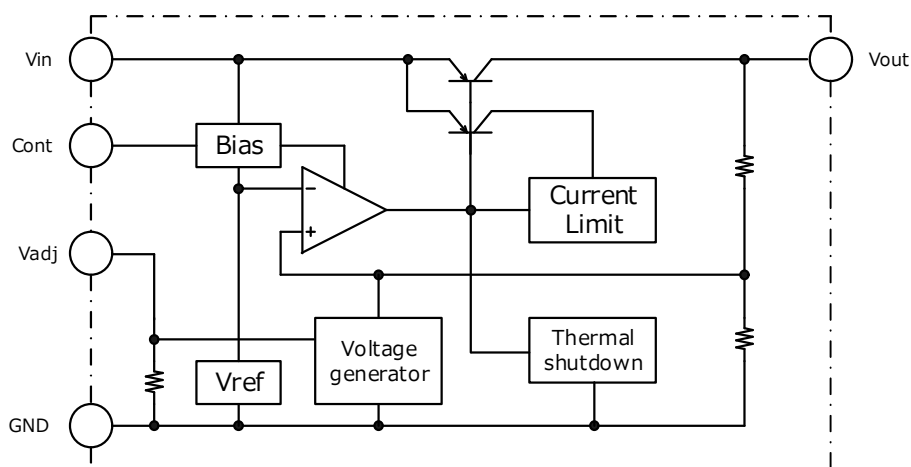 Vin
Vout
Cont
Bias
−
Current
Limit
+
Vadj
Voltage
generator
Thermal
shutdown
Vref
GND